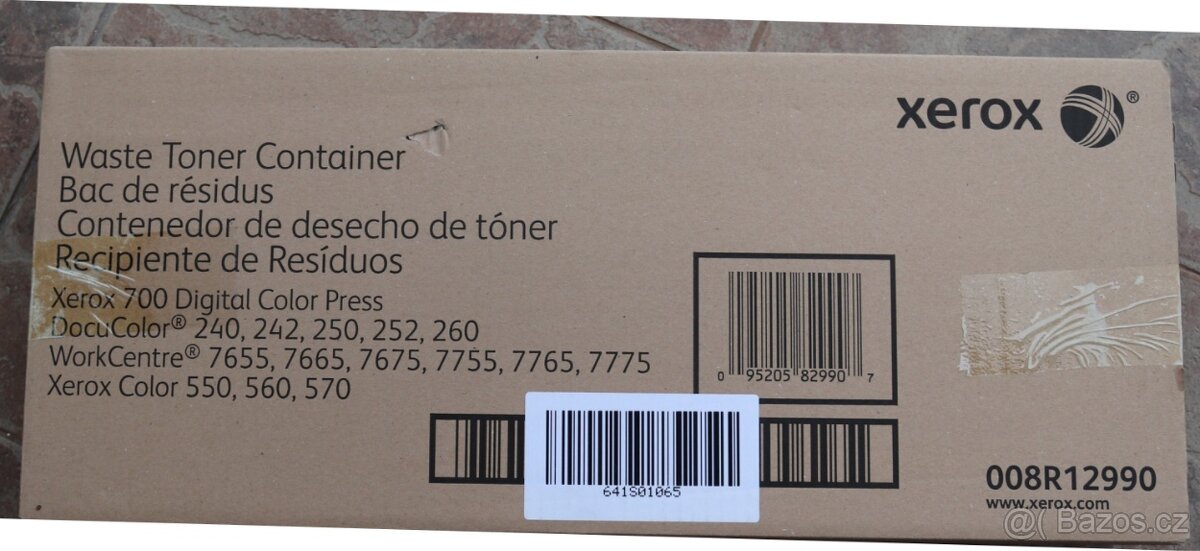 xerox ®
Waste Toner Container
Bac de résidus
Contenedor de desecho de tóner
Recipiente de Resíduos
Xerox 700 Digital Color Press
DocuColor® 240, 242, 250, 252, 260
WorkCentre® 7655, 7665, 7675, 7755, 7765, 7775
Xerox Color 550, 560, 570
0 95205 82990 7
641S01065
008R12990
www.xerox.com
@( Bazos.cz